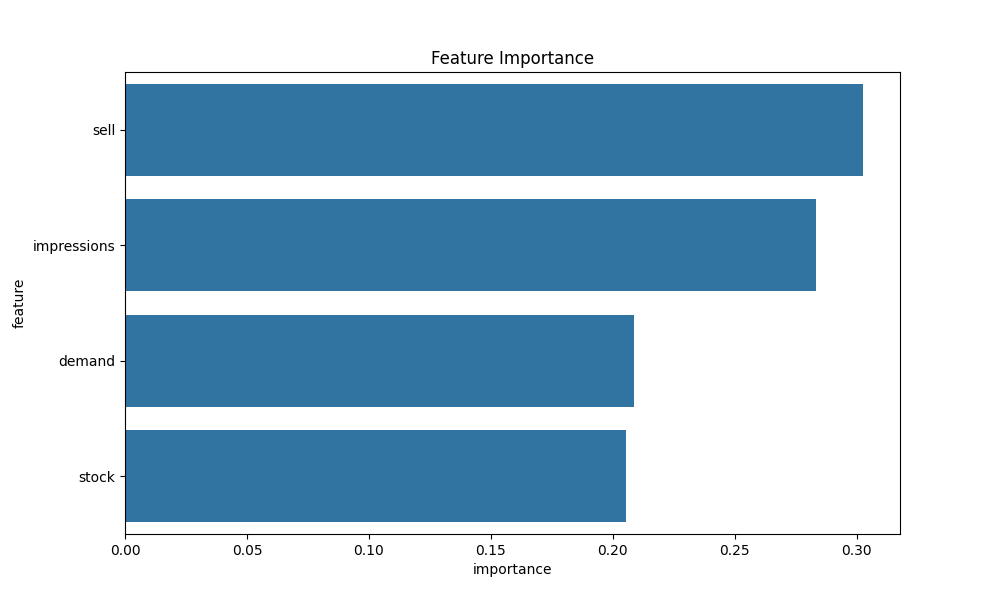 Feature Importance
sell
impressions
demand
stock
feature
0.00 0.05 0.10 0.15 0.20 0.25 0.30
importance